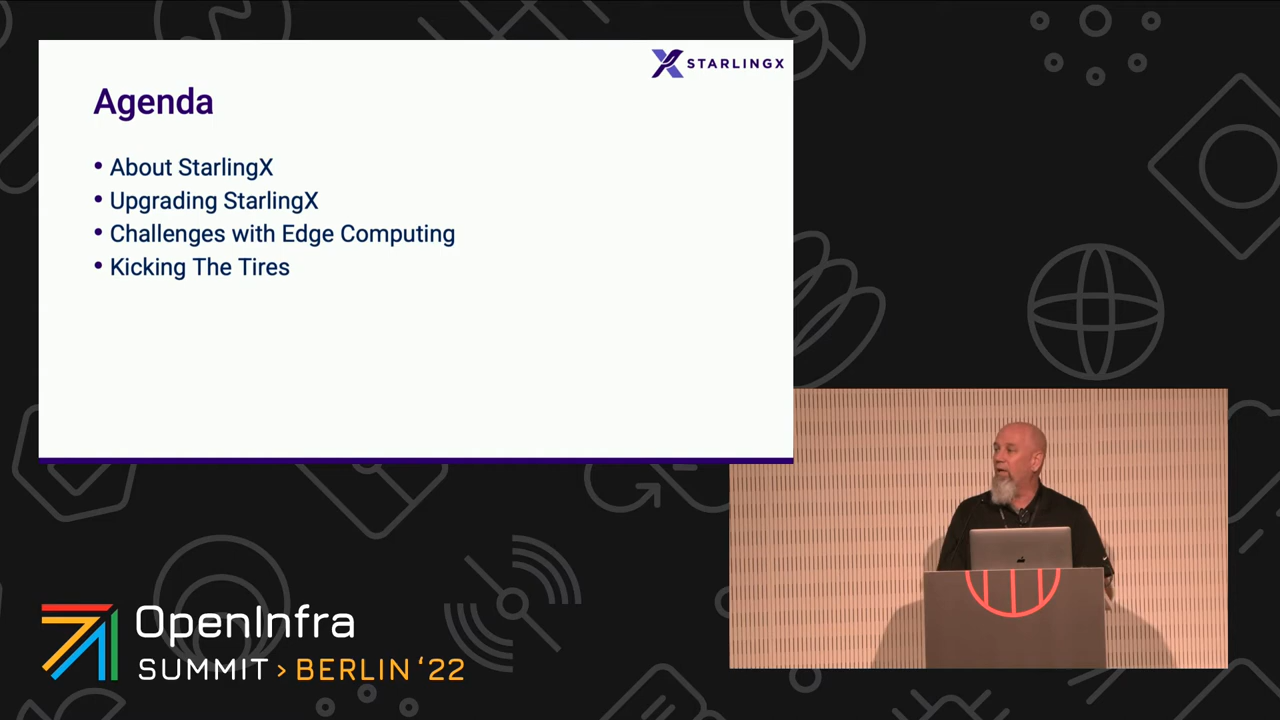 STARLINGX
Agenda
• About StarlingX
• Upgrading StarlingX
• Challenges with Edge Computing
• Kicking The Tires
OpenInfra
SUMMIT > BERLIN ‘22